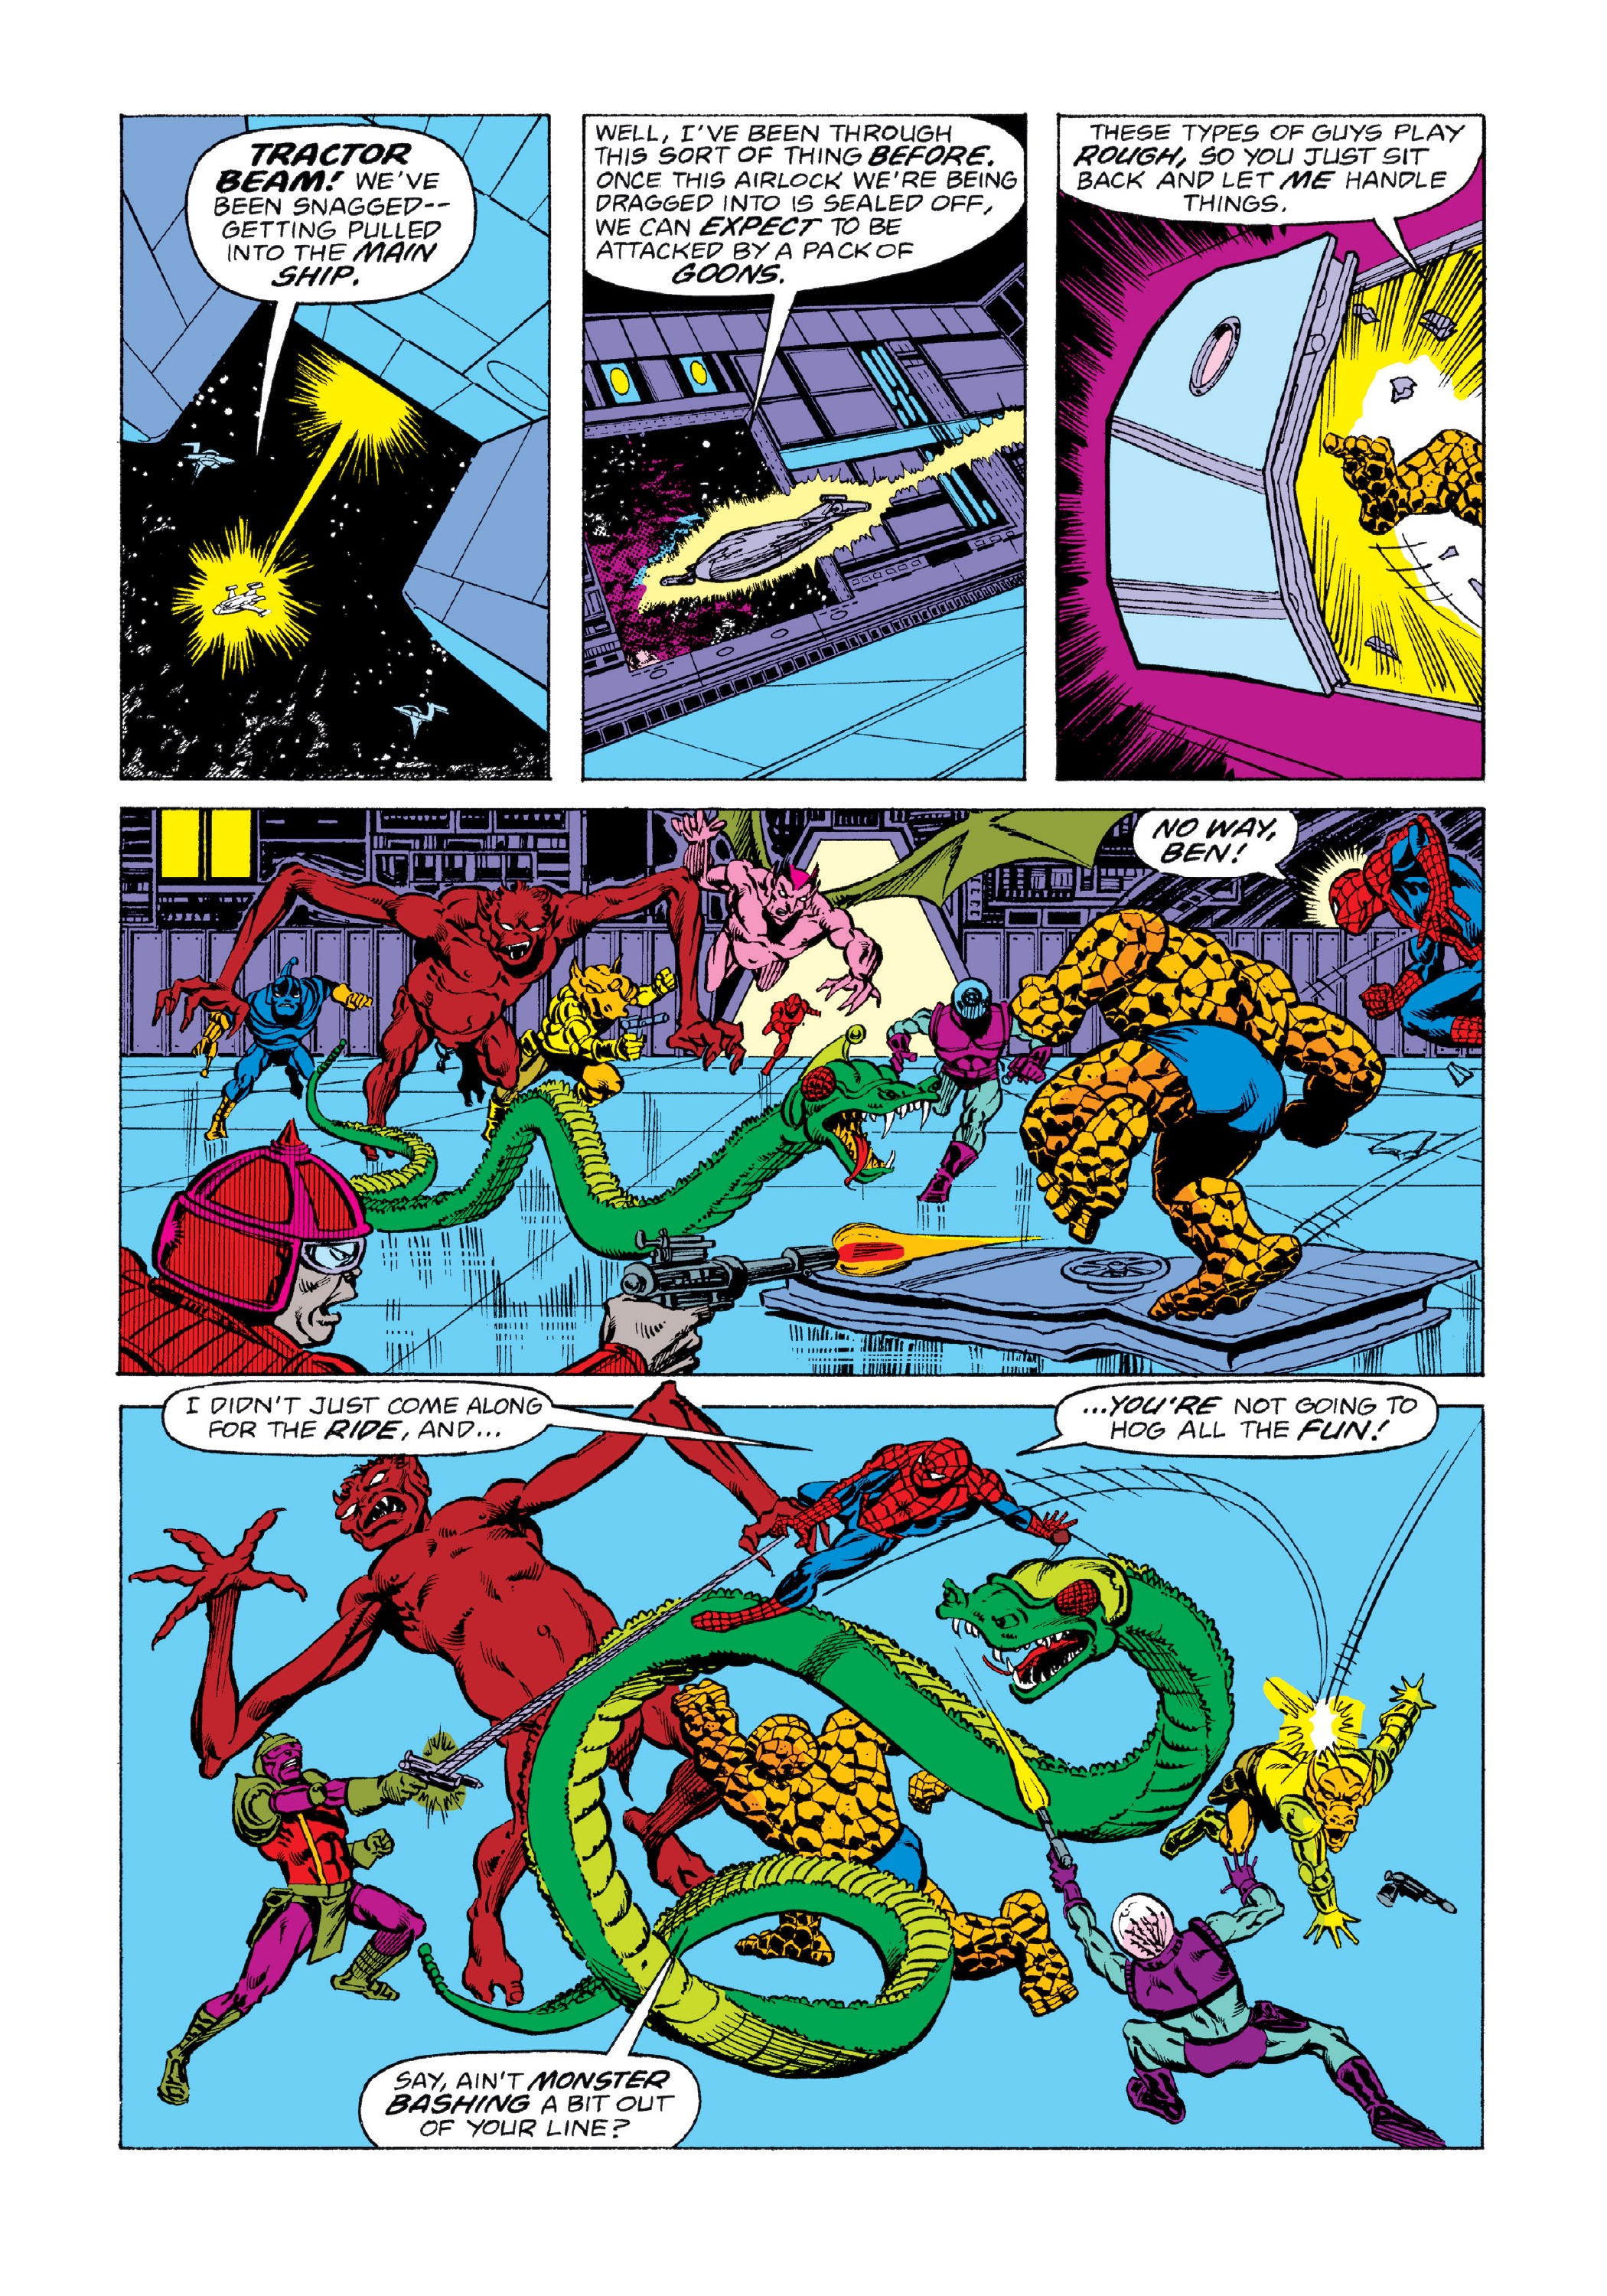 TRACTOR
BEAM! WE'VE
BEEN SNAGGED--
GETTING PULLED
INTO THE MAIN
SHIP.
WELL, I'VE BEEN THROUGH
THIS SORT OF THING BEFORE.
ONCE THIS AIRLOCK WE'RE BEING
DRAGGED INTO IS SEALED OFF,
WE CAN EXPECT TO BE
ATTACKED BY A PACK OF
GOONS.
THESE TYPES OF GUYS PLAY
ROUGH, SO YOU JUST SIT
BACK AND LET ME HANDLE
THINGS.
NO WAY,
BEN!
I DIDN'T JUST COME ALONG
FOR THE RIDE, AND...
...YOU'RE NOT GOING TO
HOG ALL THE FUN!
SAY, AIN'T MONSTER
BASHING A BIT OUT
OF YOUR LINE?